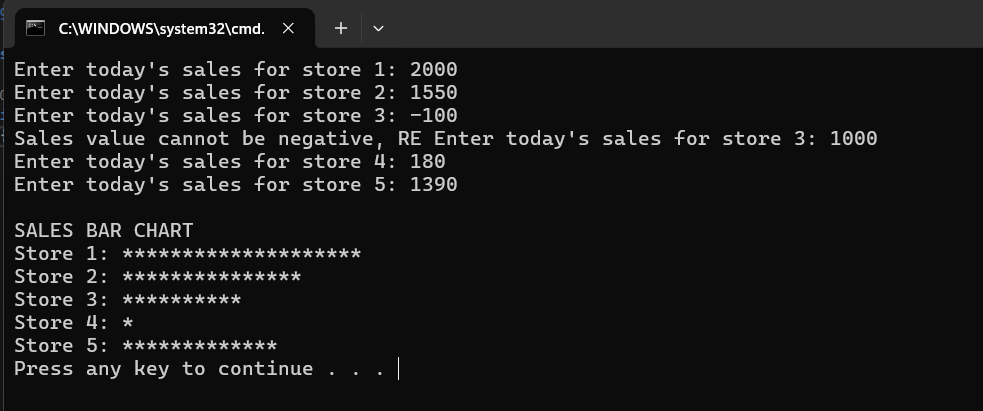 C:\WINDOWS\system32\cmd.
Enter today's sales for store 1: 2000
Enter today's sales for store 2: 1550
Enter today's sales for store 3: -100
Sales value cannot be negative, RE Enter today's sales for store 3: 1000
Enter today's sales for store 4: 180
Enter today's sales for store 5: 1390
SALES BAR CHART
Store 1: ********************
Store 2: ***************
Store 3: **********
Store 4: *
Store 5: *************
Press any key to continue . . .